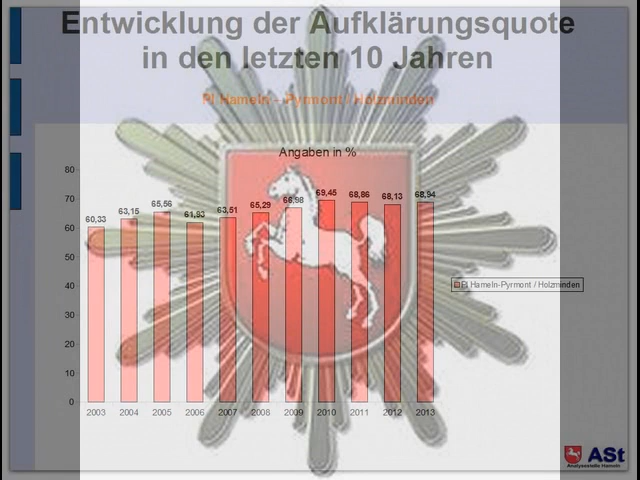 Entwicklung der Aufklärungsquote
in den letzten 10 Jahren
PI Hameln - Pyrmont / Holzminden
Angaben in %
80
70
60
50
40
30
20
10
0
60,33
63,15
65,56
61,93
63,51
65,29
66,98
69,45
68,86
68,13
68,94
2003 2004 2005 2006 2007 2008 2009 2010 2011 2012 2013
PI Hameln-Pyrmont / Holzminden
ASt
Analysestelle Hameln